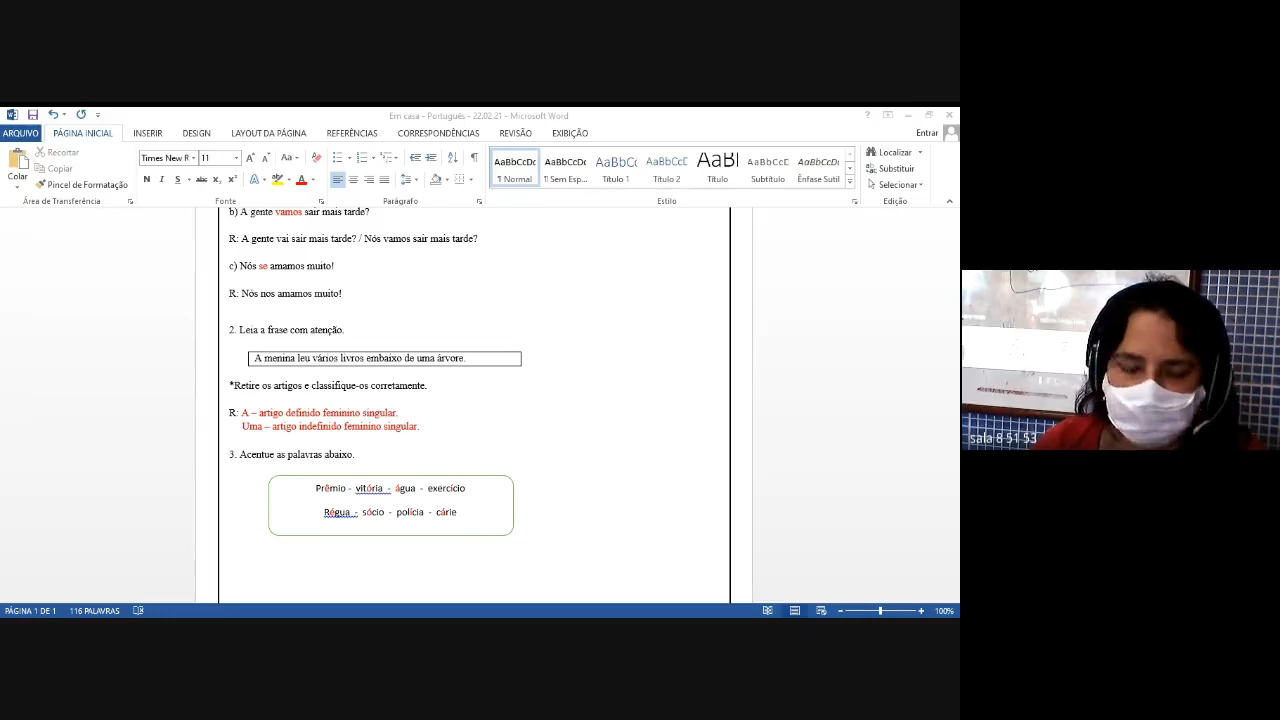 Em casa - Português - 22.02.21 - Microsoft Word
ARQUIVO PÁGINA INICIAL INSERIR DESIGN LAYOUT DA PÁGINA REFERÊNCIAS CORRESPONDÊNCIAS REVISÃO EXIBIÇÃO Entrar
Colar
Recortar
Copiar
Pincel de Formatação
Área de Transferência
Times New R 11
Fonte
Parágrafo
AaBbCcDc AaBbCcDc AaBbCc AaBbCcE AaBl AaBbCcD AaBbCcDc
¶ Normal ¶ Sem Esp... Título 1 Título 2 Título Subtítulo Ênfase Sutil
Estilo
Localizar
Substituir
Selecionar
Edição
b) A gente vamos sair mais tarde?
R: A gente vai sair mais tarde? / Nós vamos sair mais tarde?
c) Nós se amamos muito!
R: Nós nos amamos muito!
2. Leia a frase com atenção.
A menina leu vários livros embaixo de uma árvore.
*Retire os artigos e classifique-os corretamente.
R: A – artigo definido feminino singular.
Uma – artigo indefinido feminino singular.
3. Acentue as palavras abaixo.
Prêmio - vitória - água - exercício
Régua - sócio - polícia - cárie
PÁGINA 1 DE 1 116 PALAVRAS 100%
sala 8 51 53